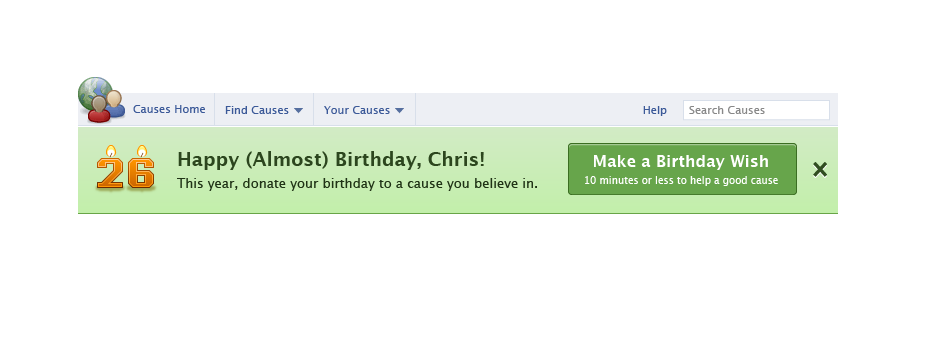 Causes Home
Find Causes
Your Causes
Help
Search Causes
26
Happy (Almost) Birthday, Chris!
This year, donate your birthday to a cause you believe in.
Make a Birthday Wish
10 minutes or less to help a good cause